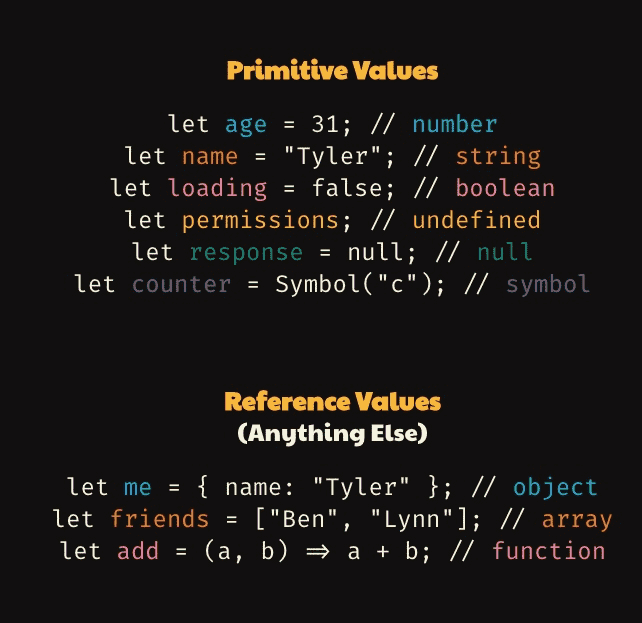 Primitive Values
let age = 31; // number
let name = "Tyler"; // string
let loading = false; // boolean
let permissions; // undefined
let response = null; // null
let counter = Symbol("c"); // symbol
Reference Values
(Anything Else)
let me = { name: "Tyler" }; // object
let friends = ["Ben", "Lynn"]; // array
let add = (a, b) => a + b; // function